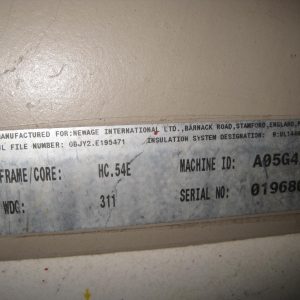 MANUFACTURED FOR: NEWAGE INTERNATIONAL LTD., BARNACK ROAD, STAMFORD, ENGLAND,
FILE NUMBER: OBJY2.E195471 INSULATION SYSTEM DESIGNATION:
FRAME/CORE: HC.54E MACHINE ID: A05G4
WDG: 311 SERIAL NO: 01968